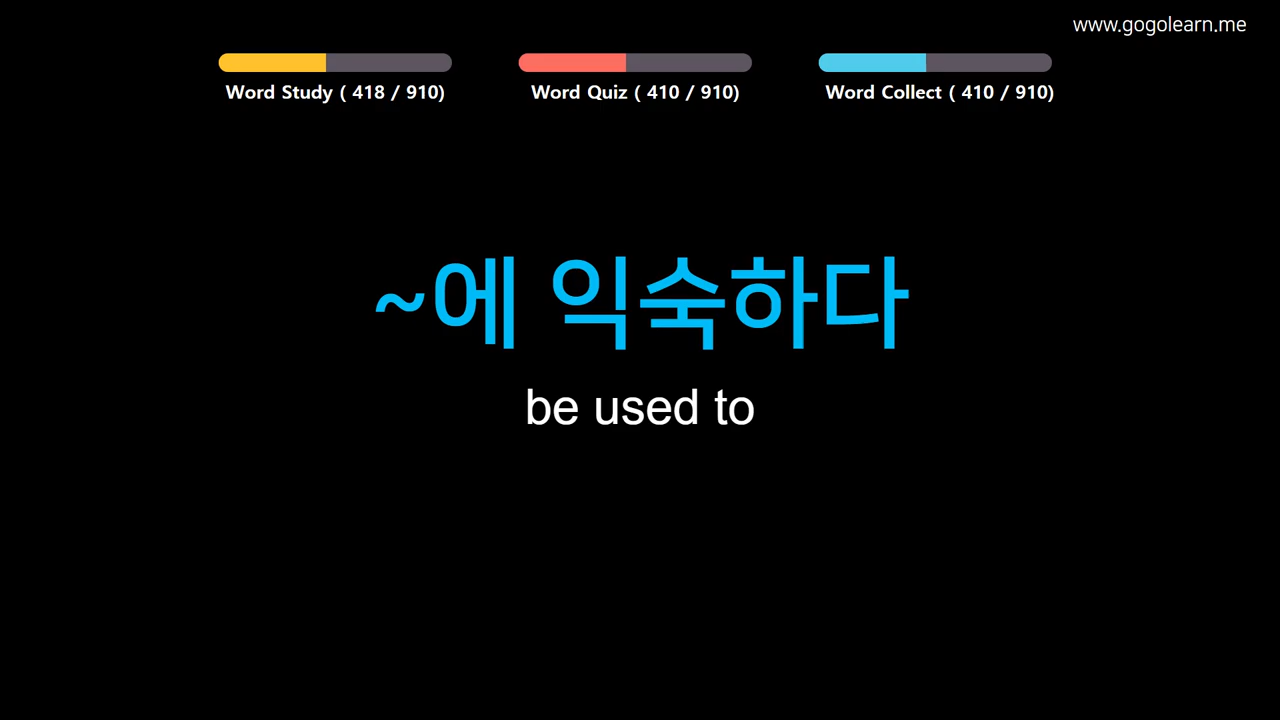 www.gogolearn.me
Word Study ( 418 / 910)
Word Quiz ( 410 / 910)
Word Collect ( 410 / 910)
~에 익숙하다
be used to